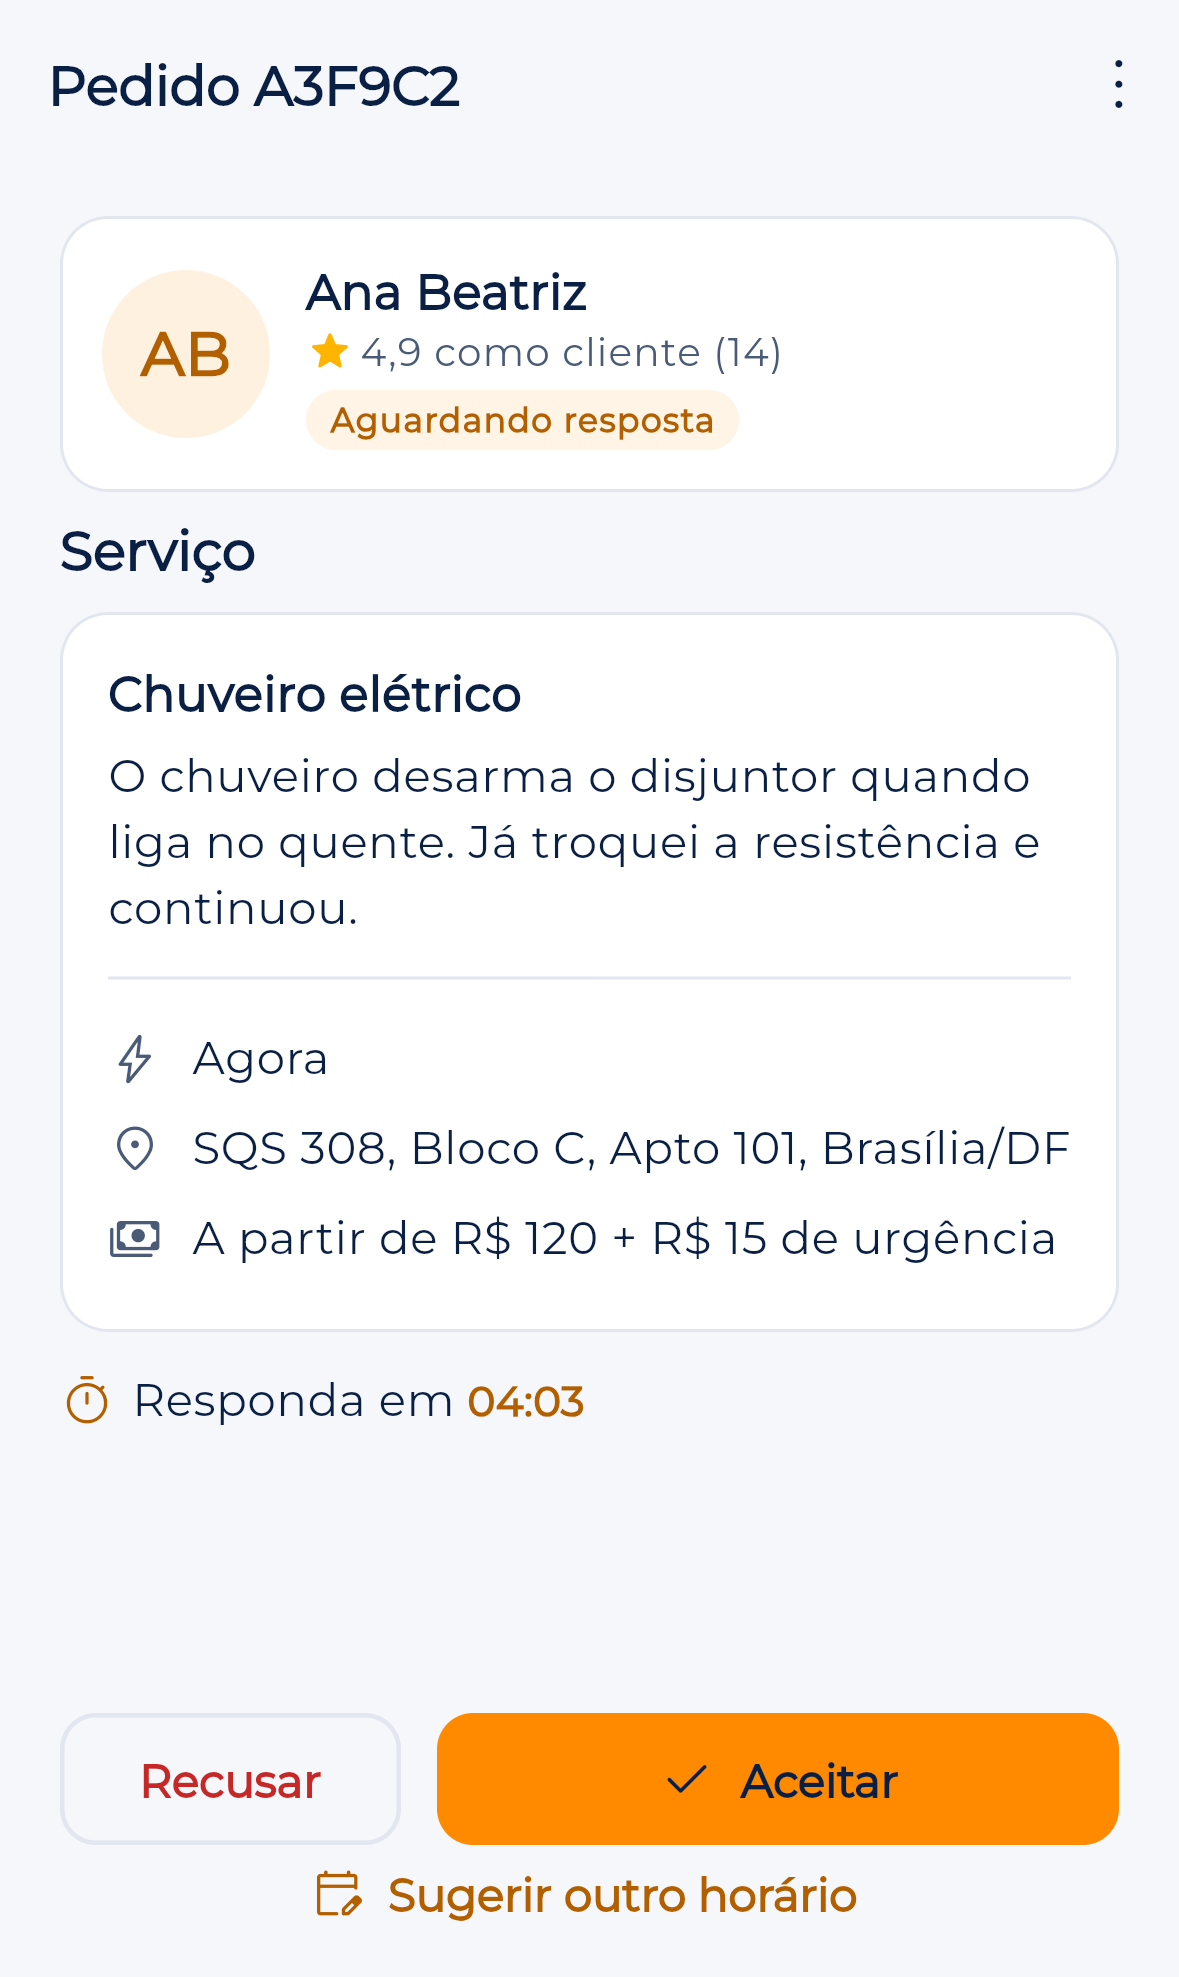 Pedido A3F9C2
AB
Ana Beatriz
4,9 como cliente (14)
Aguardando resposta
Serviço
Chuveiro elétrico
O chuveiro desarma o disjuntor quando
liga no quente. Já troquei a resistência e
continuou.
Agora
SQS 308, Bloco C, Apto 101, Brasília/DF
A partir de R$ 120 + R$ 15 de urgência
Responda em 04:03
Recusar
Aceitar
Sugerir outro horário